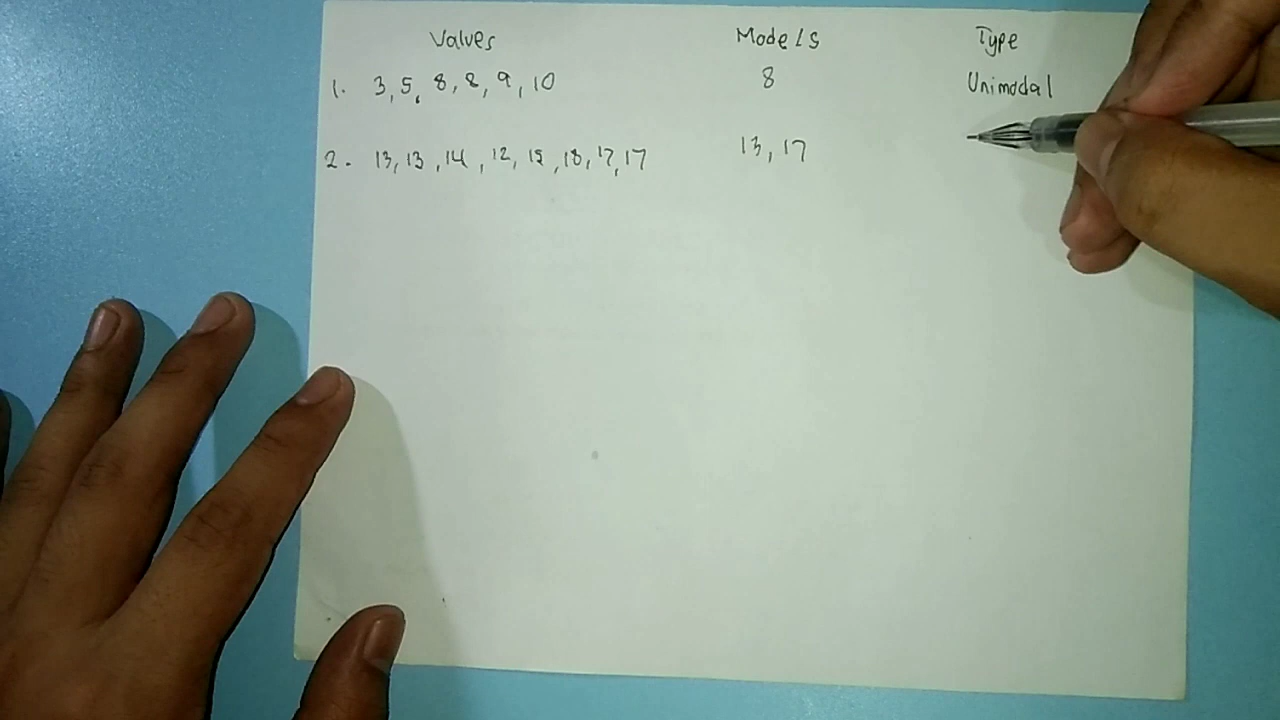 Values Mode/s Type
1. 3, 5, 8, 8, 9, 10 8 Unimodal
2. 13, 13, 14, 12, 15, 18, 17, 17 13, 17